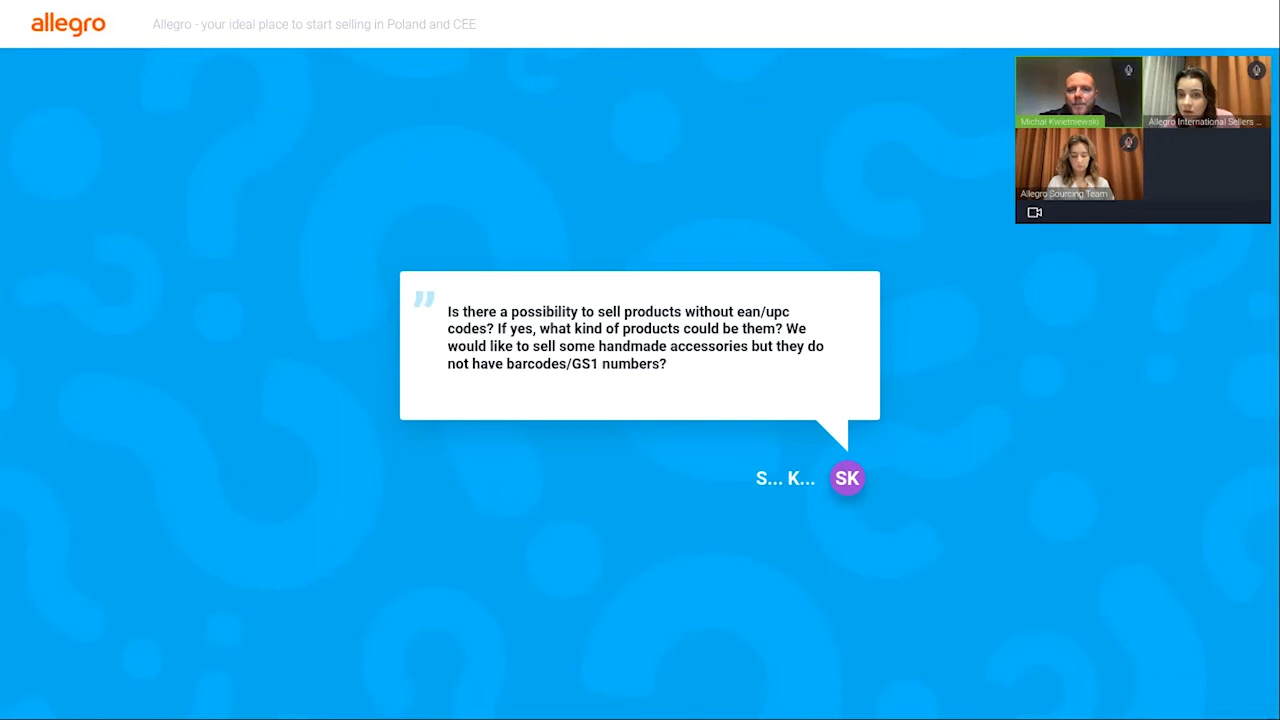 allegro
Allegro - your ideal place to start selling in Poland and CEE
Michał Kwietniewski
Allegro International Sellers ...
Allegro Sourcing Team
Is there a possibility to sell products without ean/upc
codes? If yes, what kind of products could be them? We
would like to sell some handmade accessories but they do
not have barcodes/GS1 numbers?
S... K...
SK